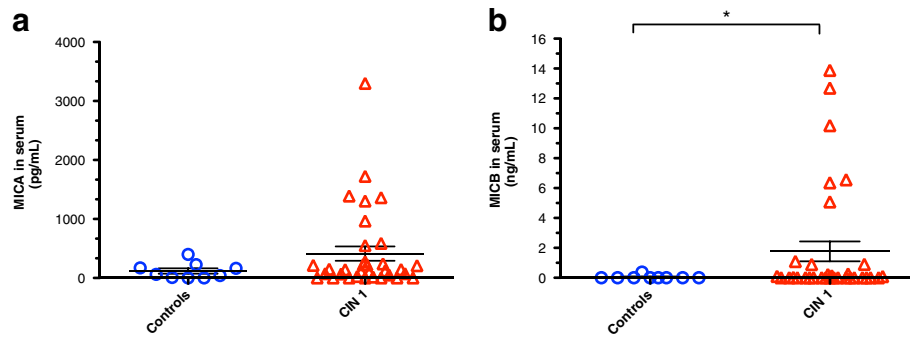 a
MICA in serum
(pg/mL)
4000
3000
2000
1000
0
Controls
CIN 1
b
*
MICB in serum
(ng/mL)
16
14
12
10
8
6
4
2
0
Controls
CIN 1